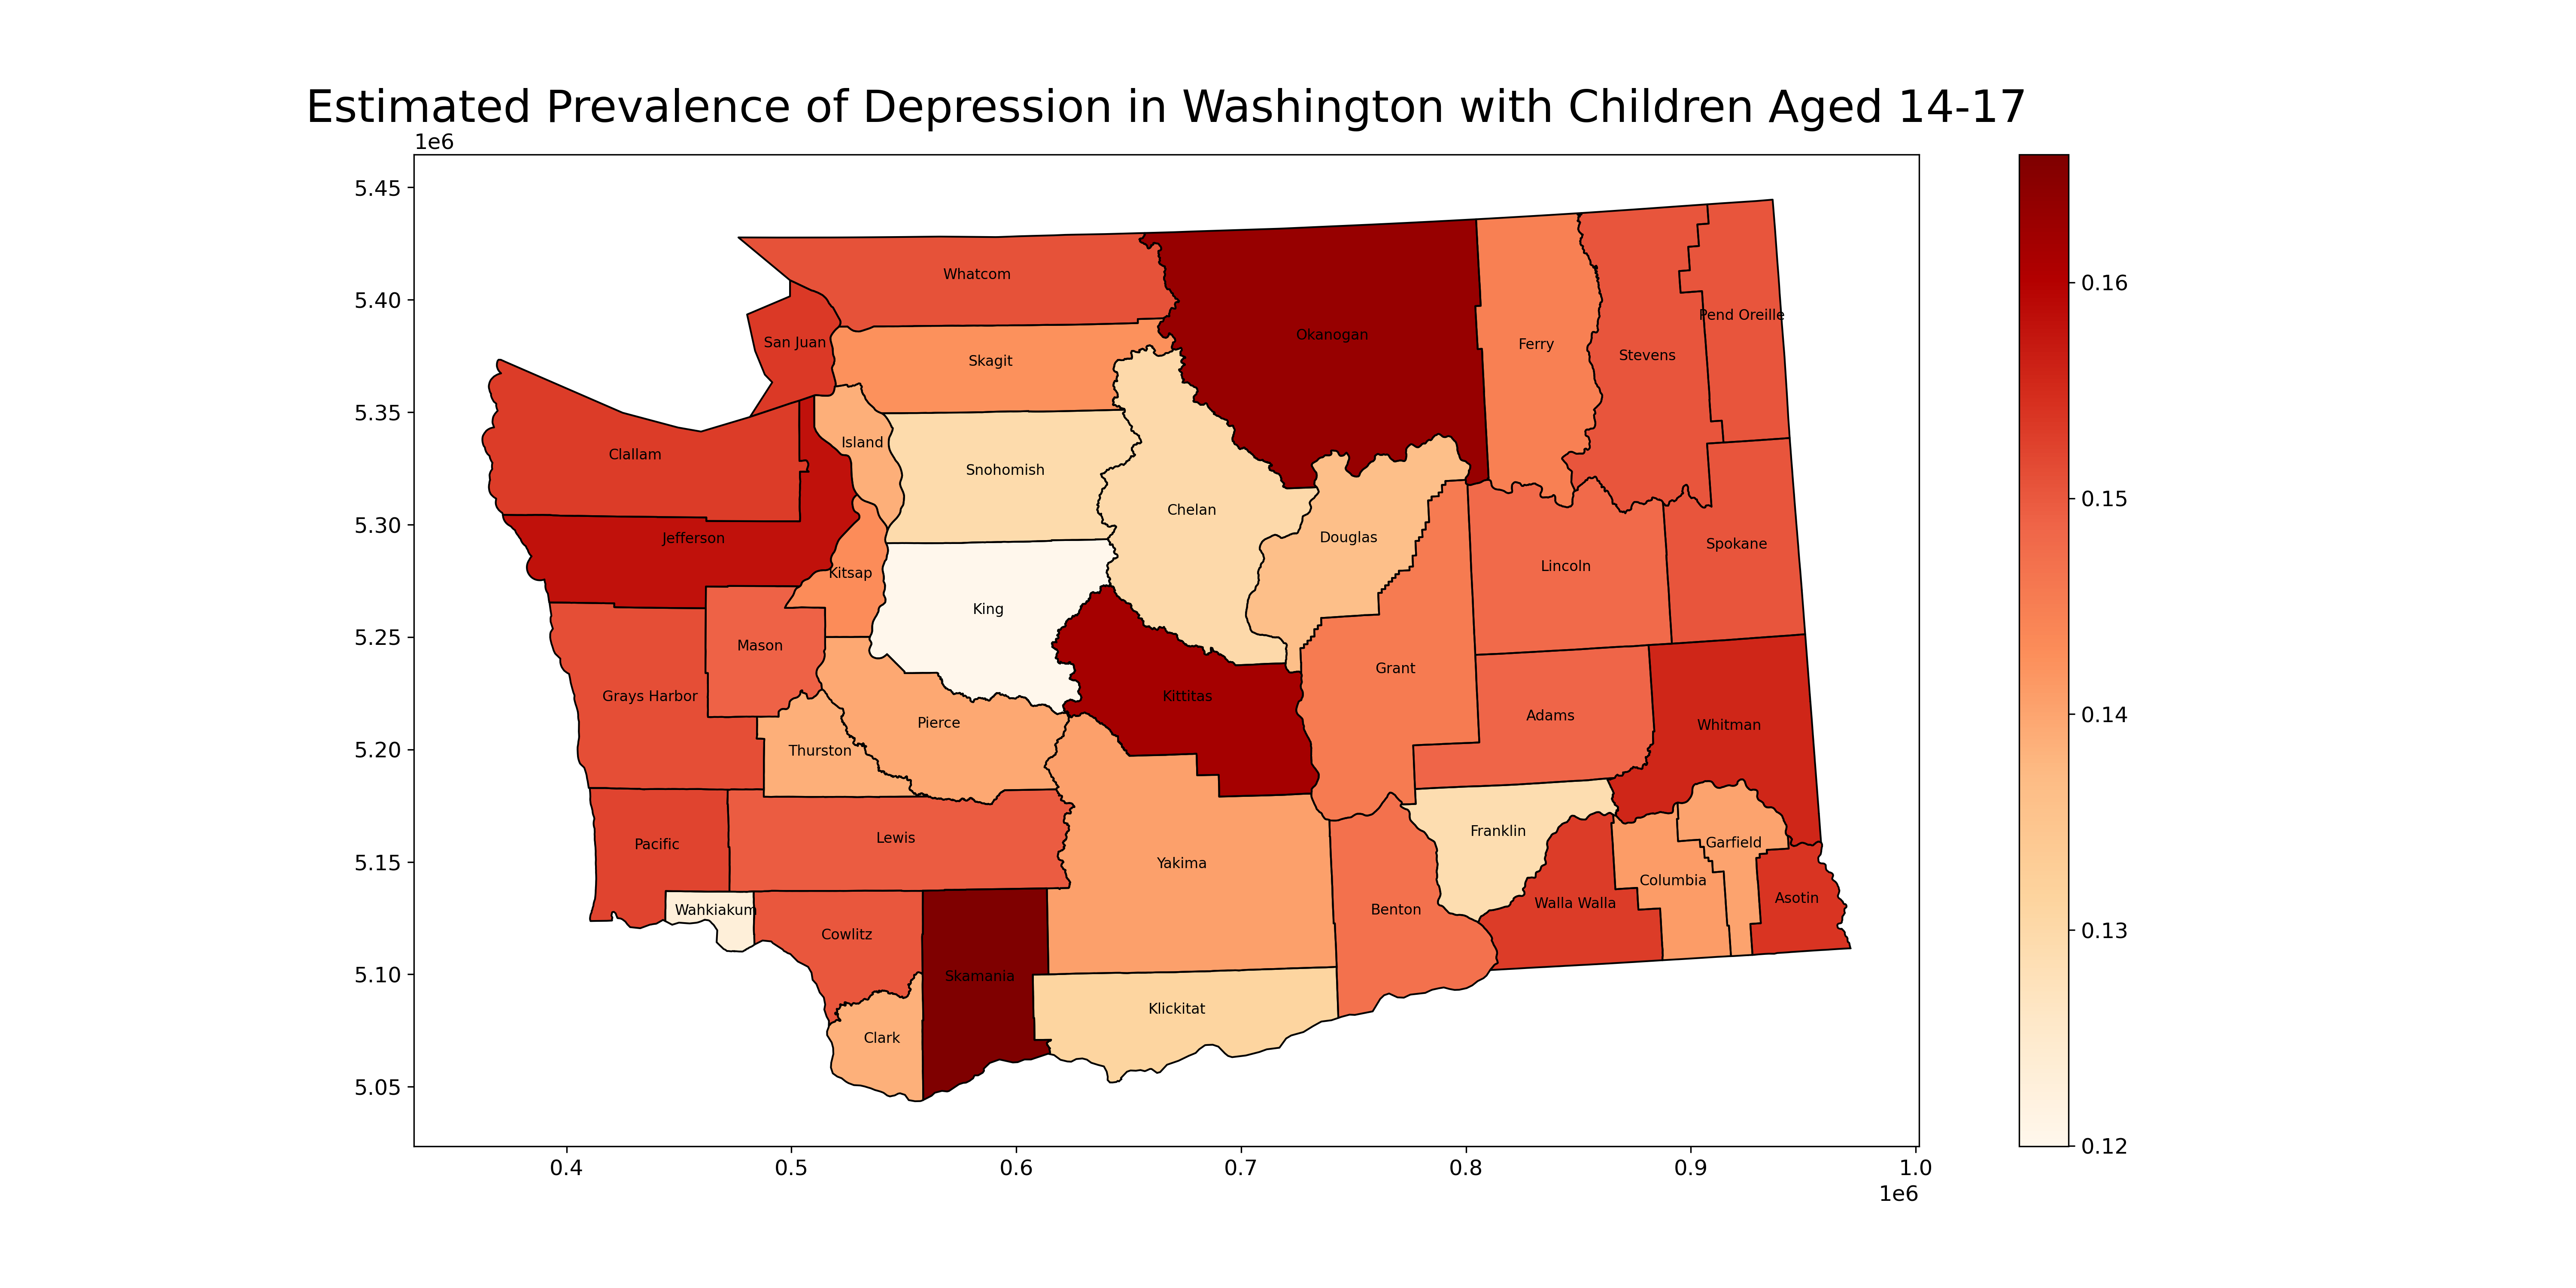 Estimated Prevalence of Depression in Washington with Children Aged 14-17
1e6
5.45
5.40
5.35
5.30
5.25
5.20
5.15
5.10
5.05
Whatcom
San Juan
Skagit
Okanogan
Ferry
Stevens
Pend Oreille
Clallam
Island
Snohomish
Chelan
Douglas
Jefferson
Kitsap
King
Lincoln
Spokane
Mason
Grays Harbor
Kittitas
Grant
Adams
Whitman
Thurston
Pierce
Pacific
Lewis
Yakima
Franklin
Garfield
Columbia
Asotin
Walla Walla
Benton
Wahkiakum
Cowlitz
Skamania
Klickitat
Clark
0.16
0.15
0.14
0.13
0.12
0.4
0.5
0.6
0.7
0.8
0.9
1.0
1e6